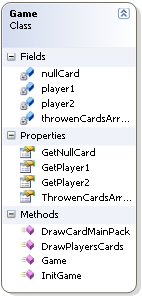 Game
Class
Fields
nullCard
player1
player2
throwenCardsArr...
Properties
GetNullCard
GetPlayer1
GetPlayer2
ThrowenCardsArr...
Methods
DrawCardMainPack
DrawPlayersCards
Game
InitGame